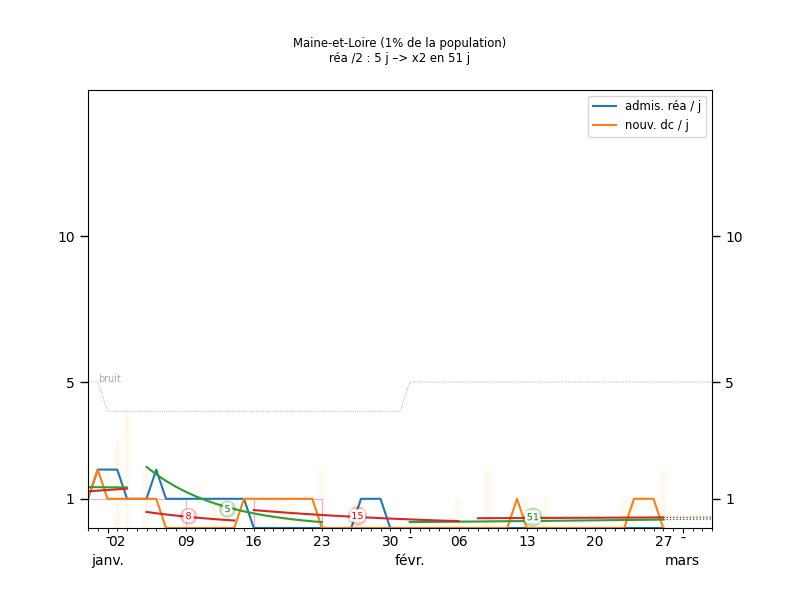 Maine-et-Loire (1% de la population)
réa /2 : 5 j –> x2 en 51 j
admis. réa / j
nouv. dc / j
10 10
bruit
5 5
1 1
8 5 15 51
02 09 16 23 30 06 13 20 27
janv. févr. mars